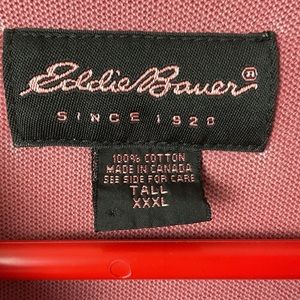 Eddie Bauer
SINCE 1920
100% COTTON
MADE IN CANADA
SEE SIDE FOR CARE
TALL
XXXL